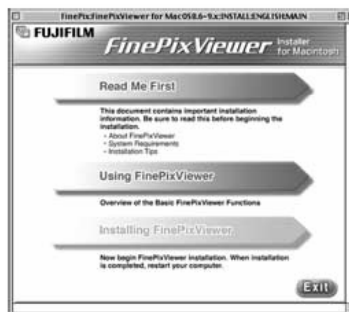 FinePix:FinePixViewer for MacOS8.6-9.x:INSTALL:ENGLISH:MAIN
FUJIFILM
FinePixViewer Installer for Macintosh
Read Me First
This document contains important installation
information. Be sure to read this before beginning the
installation.
- About FinePixViewer
- System Requirements
- Installation Tips
Using FinePixViewer
Overview of the Basic FinePixViewer Functions
Installing FinePixViewer
Now begin FinePixViewer installation. When installation
is completed, restart your computer.
Exit